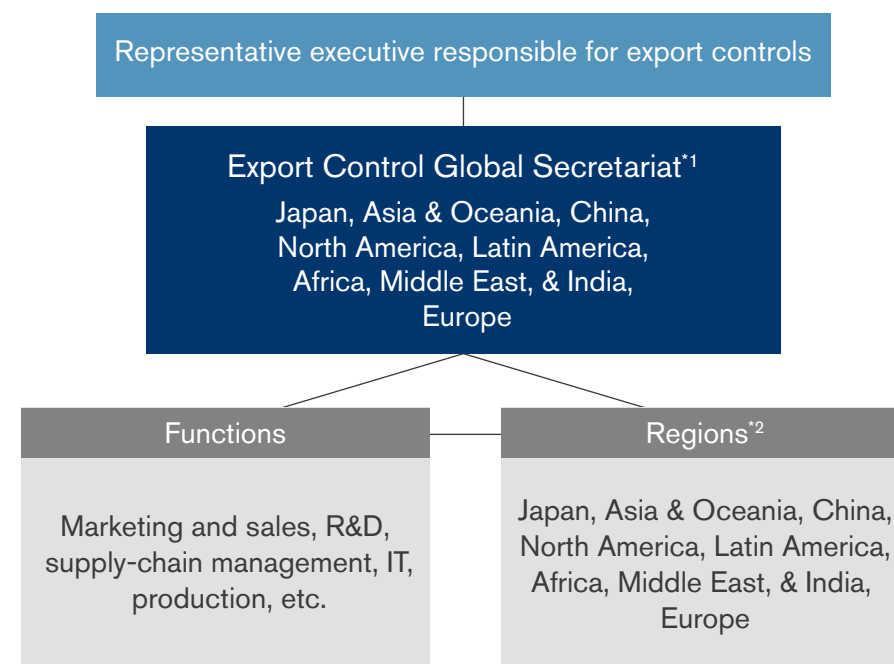 Representative executive responsible for export controls
Export Control Global Secretariat*1
Japan, Asia & Oceania, China,
North America, Latin America,
Africa, Middle East, & India,
Europe
Functions
Marketing and sales, R&D,
supply-chain management, IT,
production, etc.
Regions*2
Japan, Asia & Oceania, China,
North America, Latin America,
Africa, Middle East, & India,
Europe